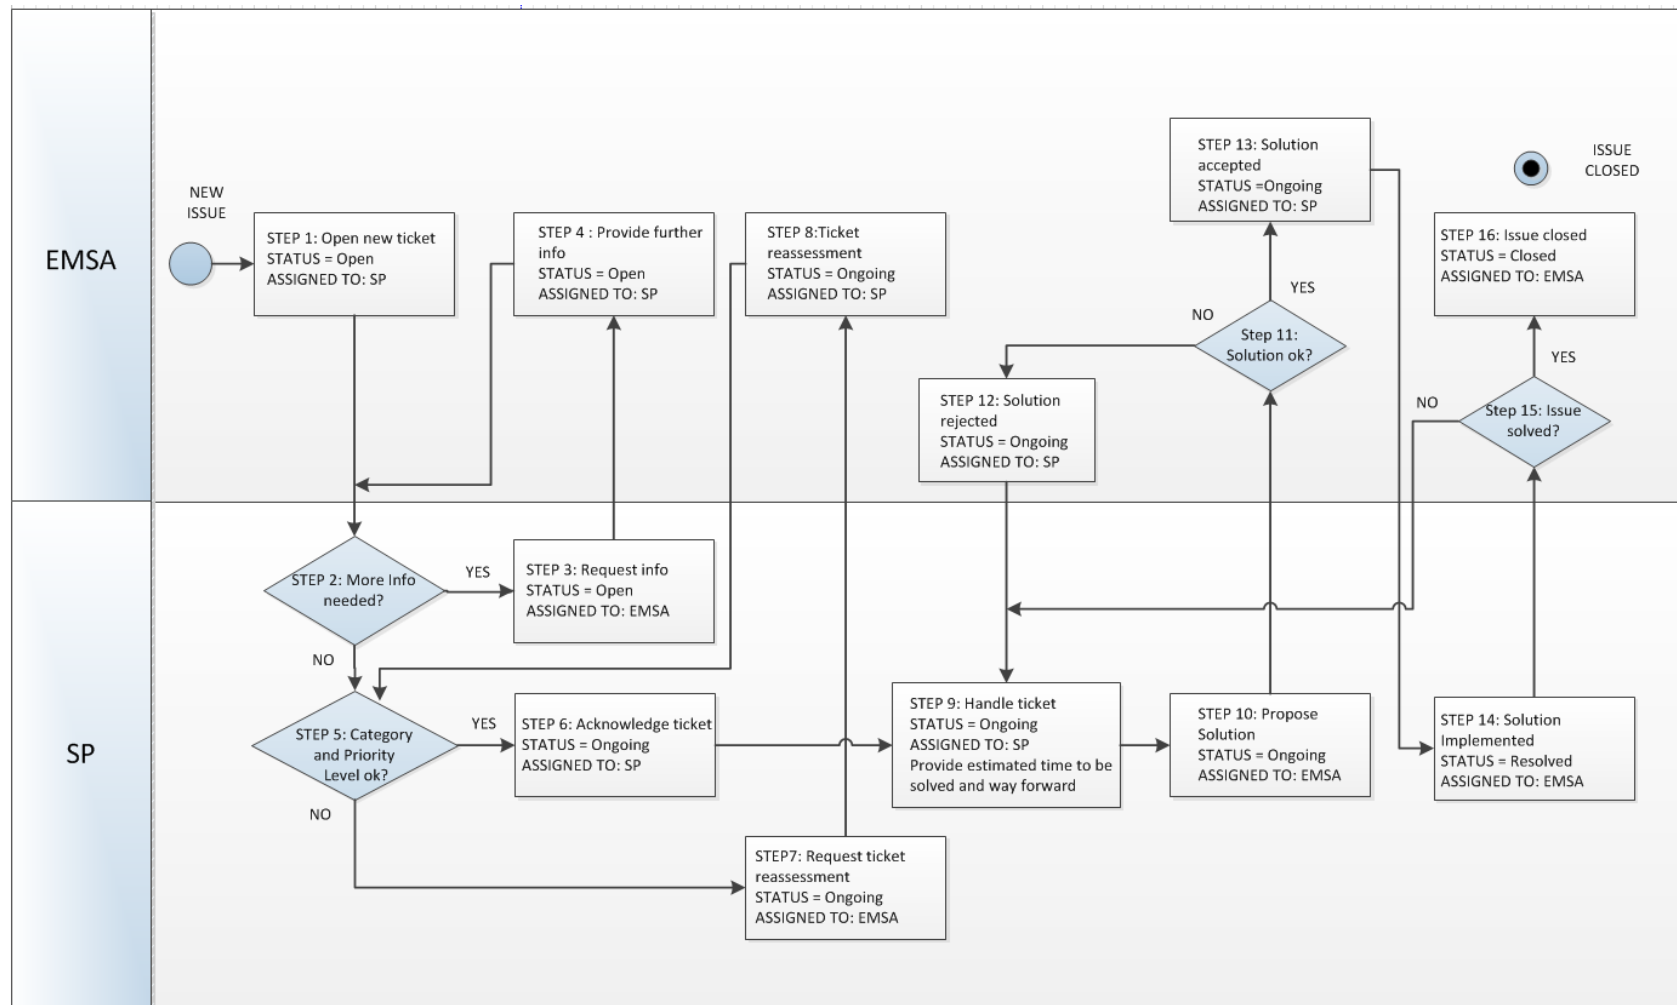 EMSA
NEW
ISSUE
STEP 1: Open new ticket
STATUS = Open
ASSIGNED TO: SP
STEP 4 : Provide further
info
STATUS = Open
ASSIGNED TO: SP
STEP 8:Ticket
reassessment
STATUS = Ongoing
ASSIGNED TO: SP
STEP 13: Solution
accepted
STATUS =Ongoing
ASSIGNED TO: SP
ISSUE
CLOSED
STEP 16: Issue closed
STATUS = Closed
ASSIGNED TO: EMSA
YES
NO
Step 11:
Solution ok?
YES
NO
Step 15: Issue
solved?
STEP 12: Solution
rejected
STATUS = Ongoing
ASSIGNED TO: SP
SP
STEP 2: More Info
needed?
YES
NO
STEP 3: Request info
STATUS = Open
ASSIGNED TO: EMSA
STEP 5: Category
and Priority
Level ok?
YES
NO
STEP 6: Acknowledge ticket
STATUS = Ongoing
ASSIGNED TO: SP
STEP7: Request ticket
reassessment
STATUS = Ongoing
ASSIGNED TO: EMSA
STEP 9: Handle ticket
STATUS = Ongoing
ASSIGNED TO: SP
Provide estimated time to be
solved and way forward
STEP 10: Propose
Solution
STATUS = Ongoing
ASSIGNED TO: EMSA
STEP 14: Solution
Implemented
STATUS = Resolved
ASSIGNED TO: EMSA